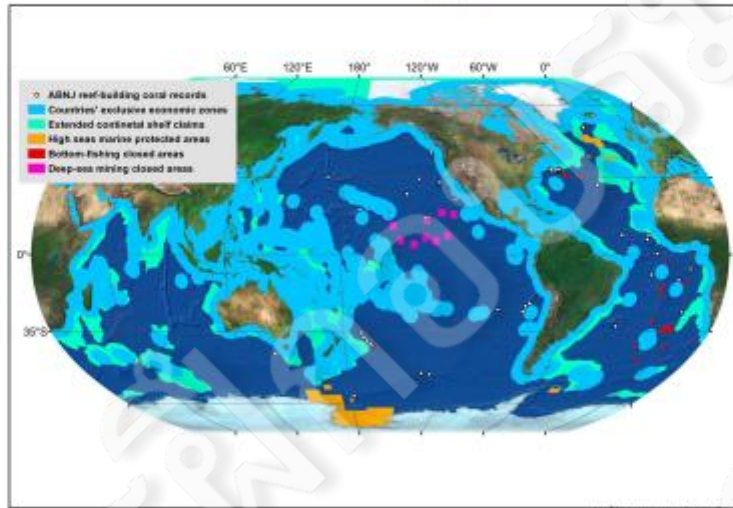 60°E 120°E 180° 120°W 60°W 0°
ABNJ reef-building coral records
Countries' exclusive economic zones
Extended continetal shelf claims
High seas marine protected areas
Bottom-fishing closed areas
Deep-sea mining closed areas
0°
35°S